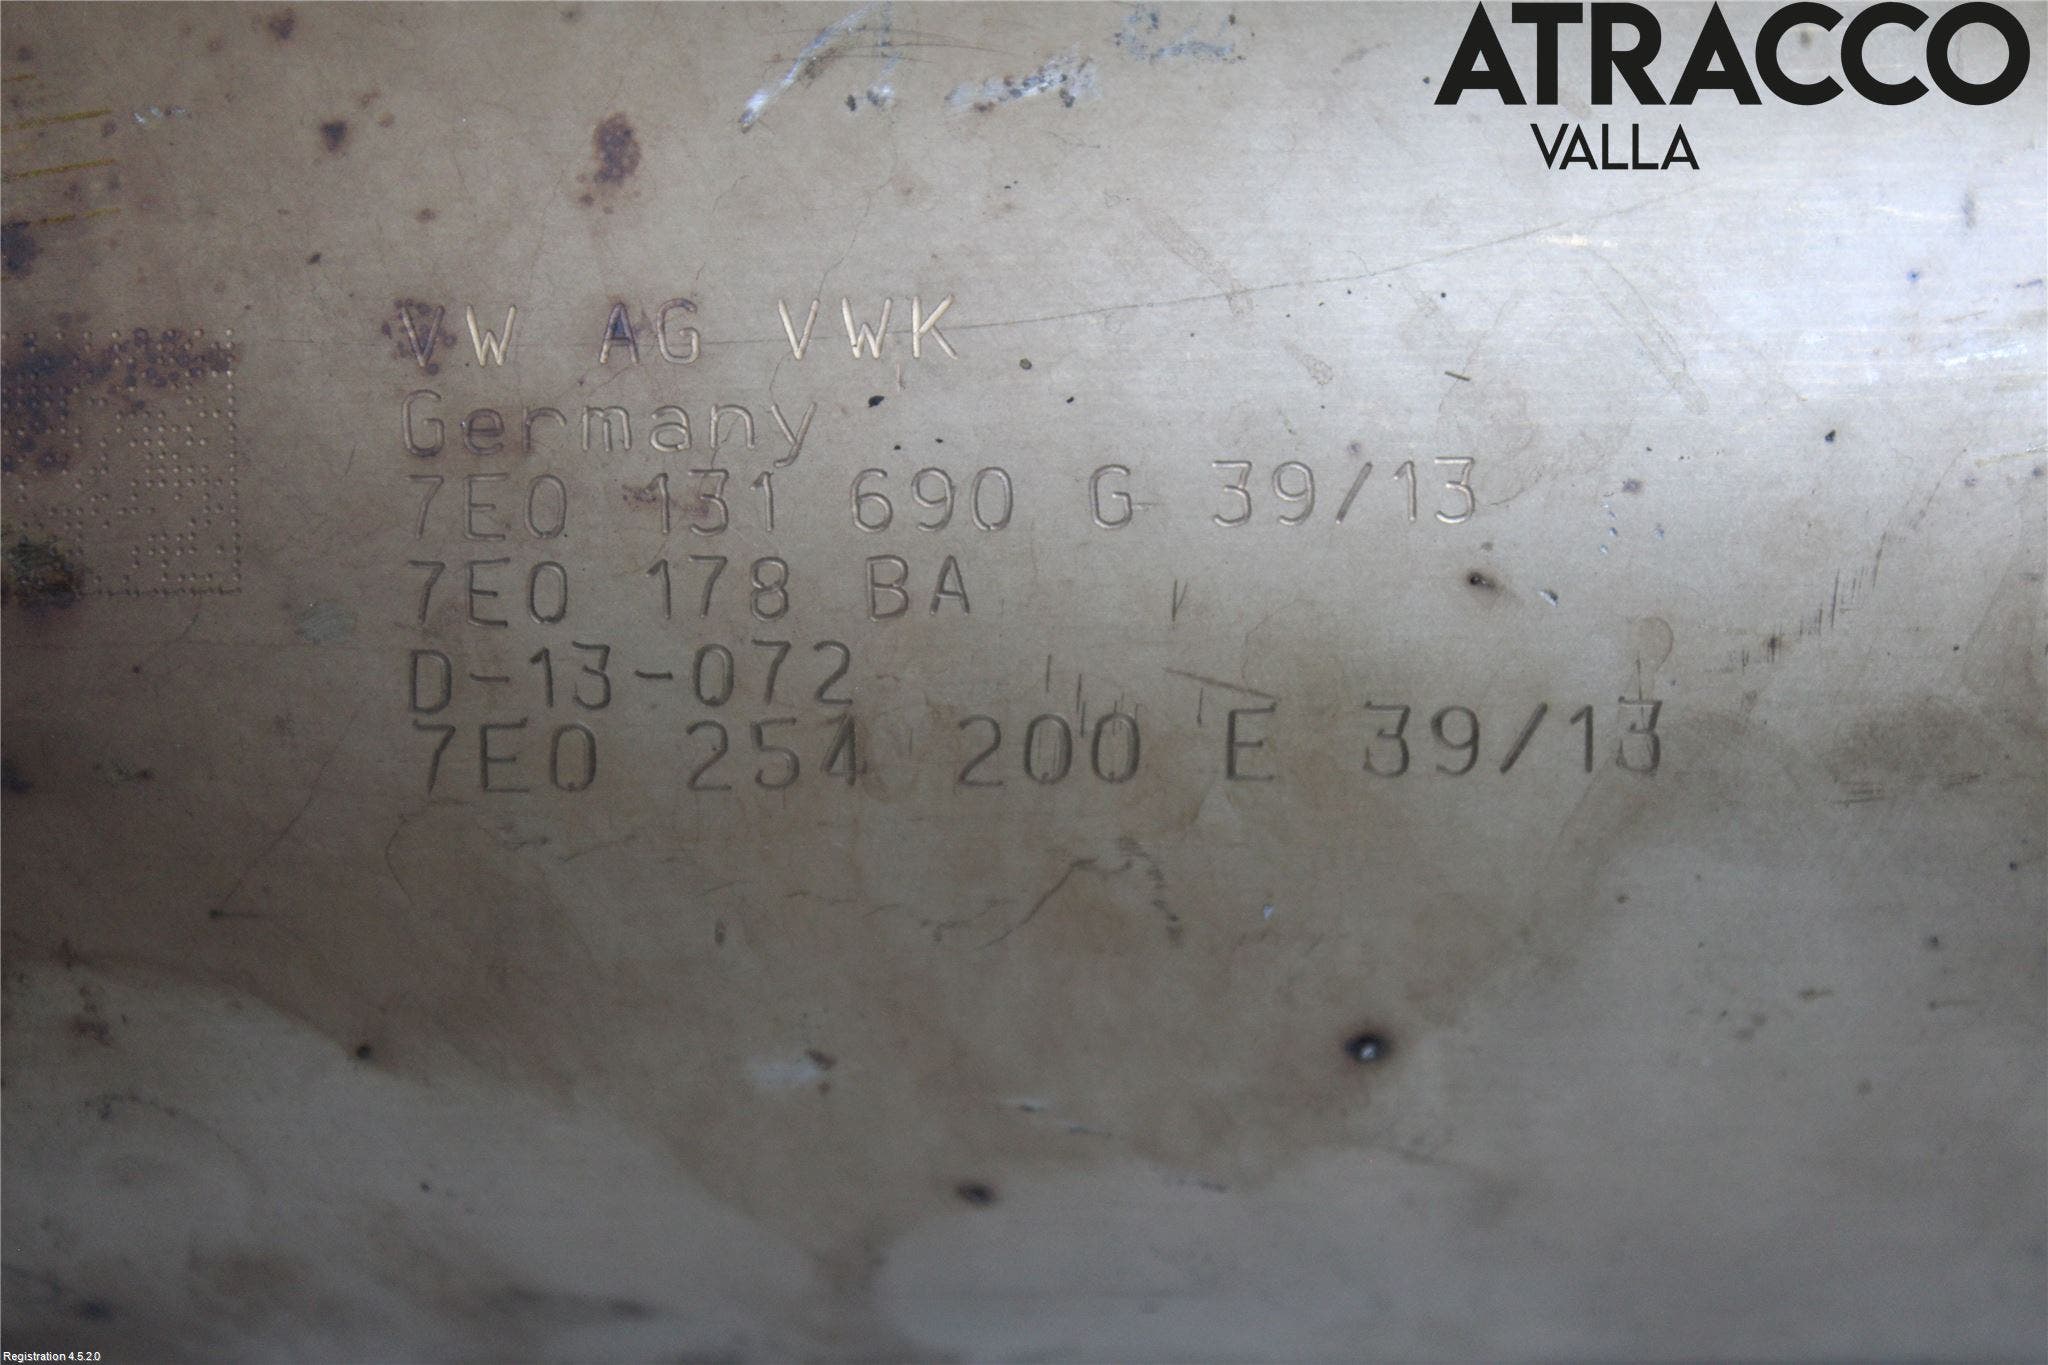 ATRACCO
VALLA
VW AG VWK
Germany
7E0 131 690 G 39/13
7E0 178 BA
D-13-072
7E0 254 200 E 39/13
Registration 4.5.2.0